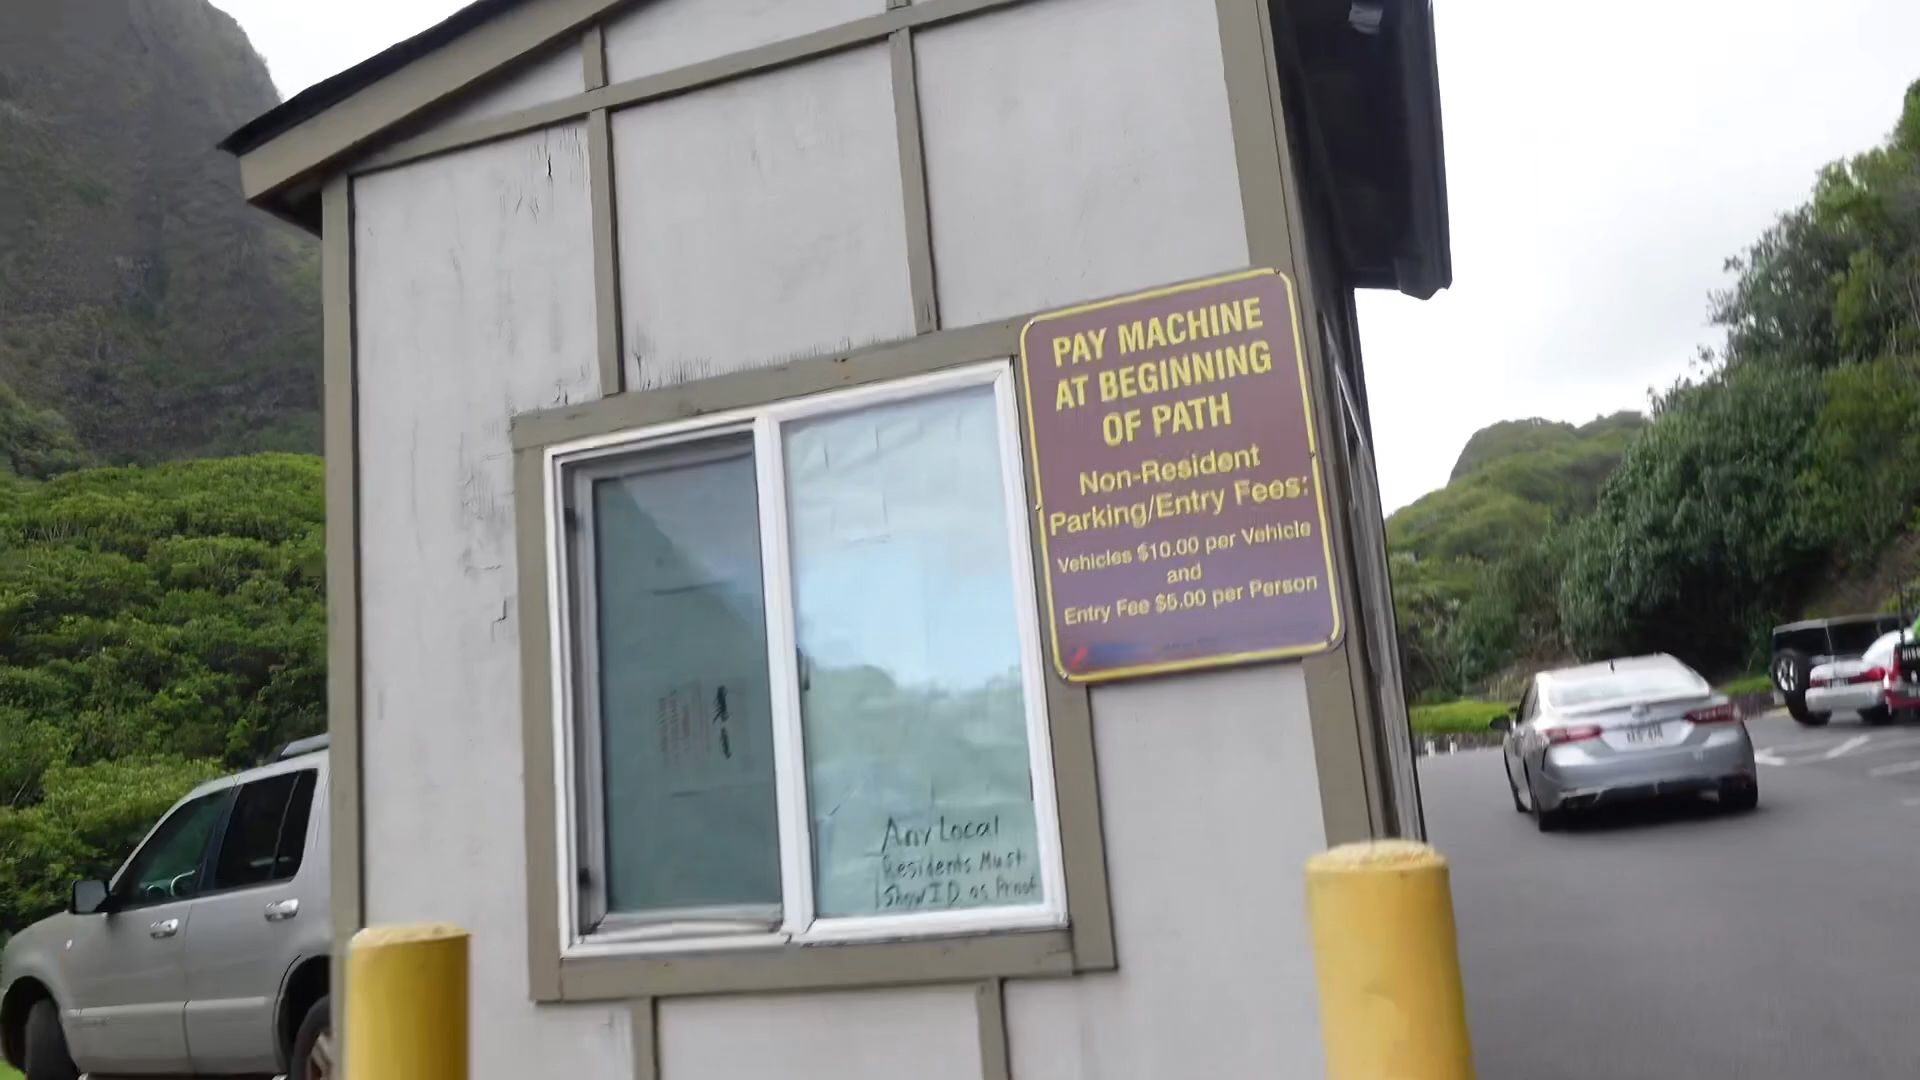 PAY MACHINE
AT BEGINNING
OF PATH
Non-Resident
Parking/Entry Fees:
Vehicles $10.00 per Vehicle
and
Entry Fee $5.00 per Person
Any Local
Residents Must
Show ID as Proof